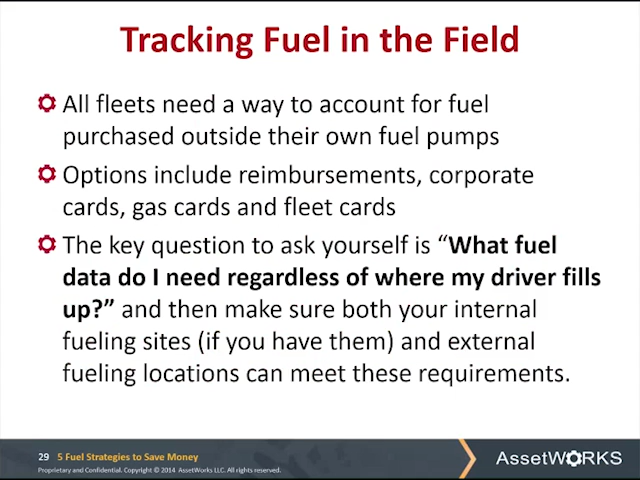 Tracking Fuel in the Field
All fleets need a way to account for fuel
purchased outside their own fuel pumps
Options include reimbursements, corporate
cards, gas cards and fleet cards
The key question to ask yourself is “What fuel
data do I need regardless of where my driver fills
up?” and then make sure both your internal
fueling sites (if you have them) and external
fueling locations can meet these requirements.
29 5 Fuel Strategies to Save Money
Proprietary and Confidential. Copyright © 2014 AssetWorks LLC. All rights reserved.
AssetWORKS